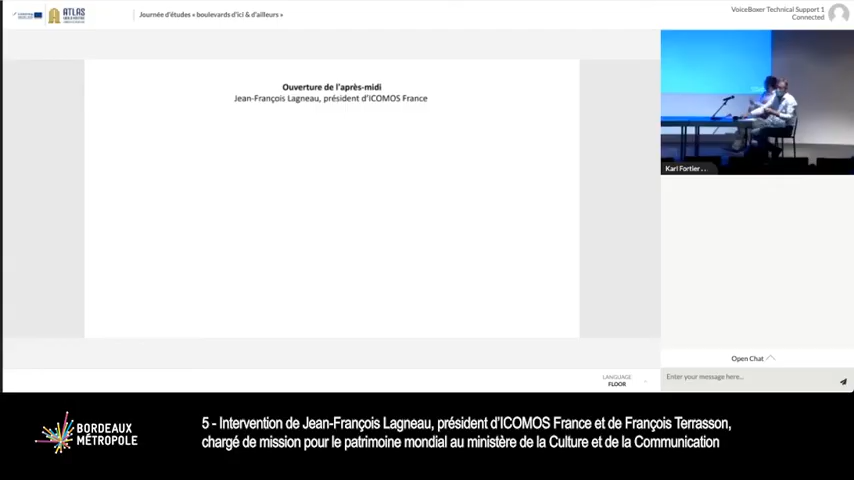 ATLAS
Journée d'études « boulevards d'ici & d'ailleurs »
VoiceBoxer Technical Support 1
Connected
Ouverture de l'après-midi
Jean-François Lagneau, président d'ICOMOS France
Karl Fortier ...
Open Chat
Enter your message here...
LANGUAGE
FLOOR
BORDEAUX
MÉTROPOLE
5 - Intervention de Jean-François Lagneau, président d'ICOMOS France et de François Terrasson,
chargé de mission pour le patrimoine mondial au ministère de la Culture et de la Communication